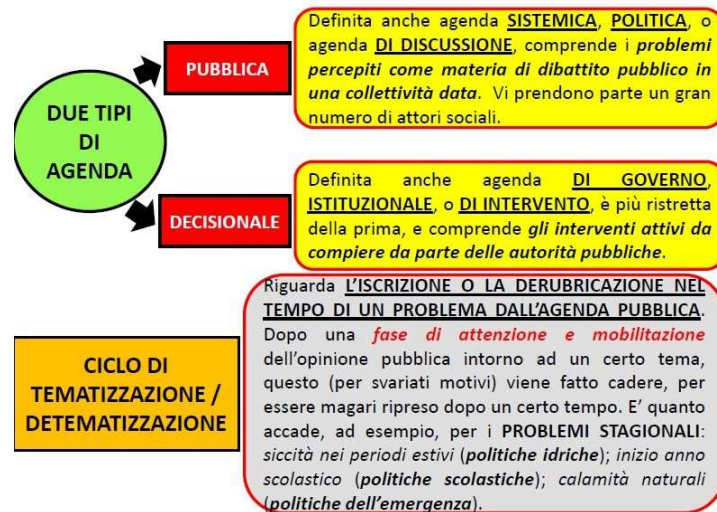 DUE TIPI
DI
AGENDA
PUBBLICA
Definita anche agenda SISTEMICA, POLITICA, o
agenda DI DISCUSSIONE, comprende i problemi
percepiti come materia di dibattito pubblico in
una collettività data. Vi prendono parte un gran
numero di attori sociali.
DECISIONALE
Definita anche agenda DI GOVERNO,
ISTITUZIONALE, o DI INTERVENTO, è più ristretta
della prima, e comprende gli interventi attivi da
compiere da parte delle autorità pubbliche.
CICLO DI
TEMATIZZAZIONE /
DETEMATIZZAZIONE
Riguarda L'ISCRIZIONE O LA DERUBRICAZIONE NEL
TEMPO DI UN PROBLEMA DALL'AGENDA PUBBLICA.
Dopo una fase di attenzione e mobilitazione
dell'opinione pubblica intorno ad un certo tema,
questo (per svariati motivi) viene fatto cadere, per
essere magari ripreso dopo un certo tempo. E' quanto
accade, ad esempio, per i PROBLEMI STAGIONALI:
siccità nei periodi estivi (politiche idriche); inizio anno
scolastico (politiche scolastiche); calamità naturali
(politiche dell'emergenza).